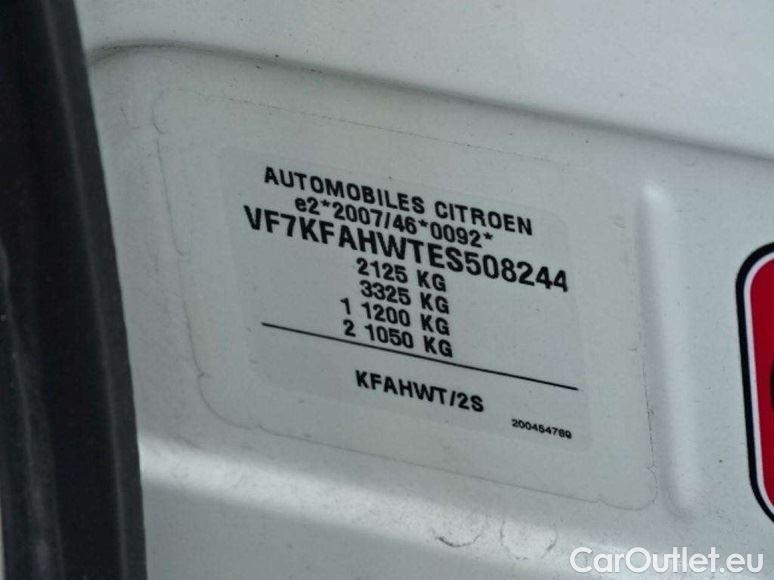 AUTOMOBILES CITROEN
e2*2007/46*0092*
VF7KFAHWTES508244
2125 KG
3325 KG
1 1200 KG
2 1050 KG
KFAHWT/2S
200454789
CarOutlet.eu